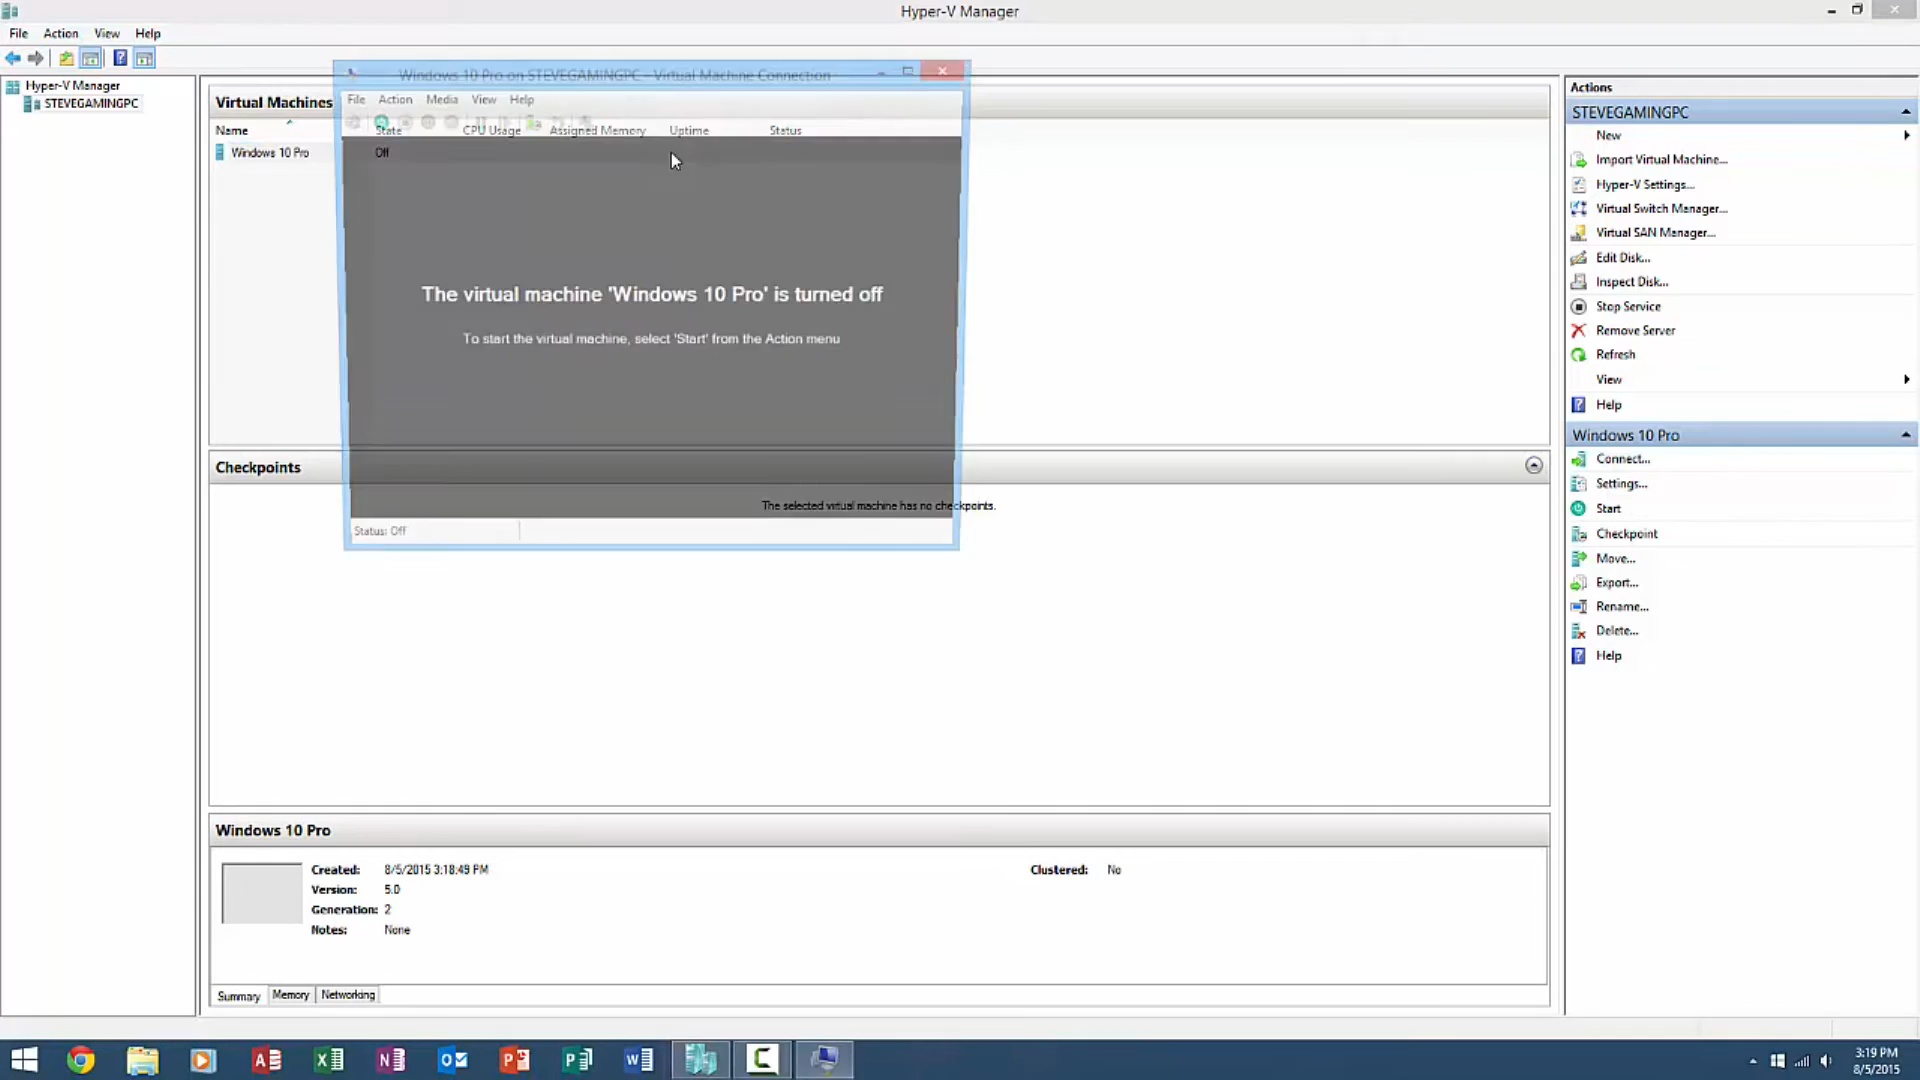 Hyper-V Manager
File Action View Help
Hyper-V Manager
STEVEGAMINGPC
Virtual Machines
Name State CPU Usage Assigned Memory Uptime Status
Windows 10 Pro Off
Windows 10 Pro on STEVEGAMINGPC - Virtual Machine Connection
File Action Media View Help
The virtual machine 'Windows 10 Pro' is turned off
To start the virtual machine, select 'Start' from the Action menu
Status: Off
Checkpoints
The selected virtual machine has no checkpoints.
Windows 10 Pro
Created: 8/5/2015 3:18:49 PM Clustered: No
Version: 5.0
Generation: 2
Notes: None
Summary Memory Networking
Actions
STEVEGAMINGPC
New
Import Virtual Machine...
Hyper-V Settings...
Virtual Switch Manager...
Virtual SAN Manager...
Edit Disk...
Inspect Disk...
Stop Service
Remove Server
Refresh
View
Help
Windows 10 Pro
Connect...
Settings...
Start
Checkpoint
Move...
Export...
Rename...
Delete...
Help
3:19 PM
8/5/2015